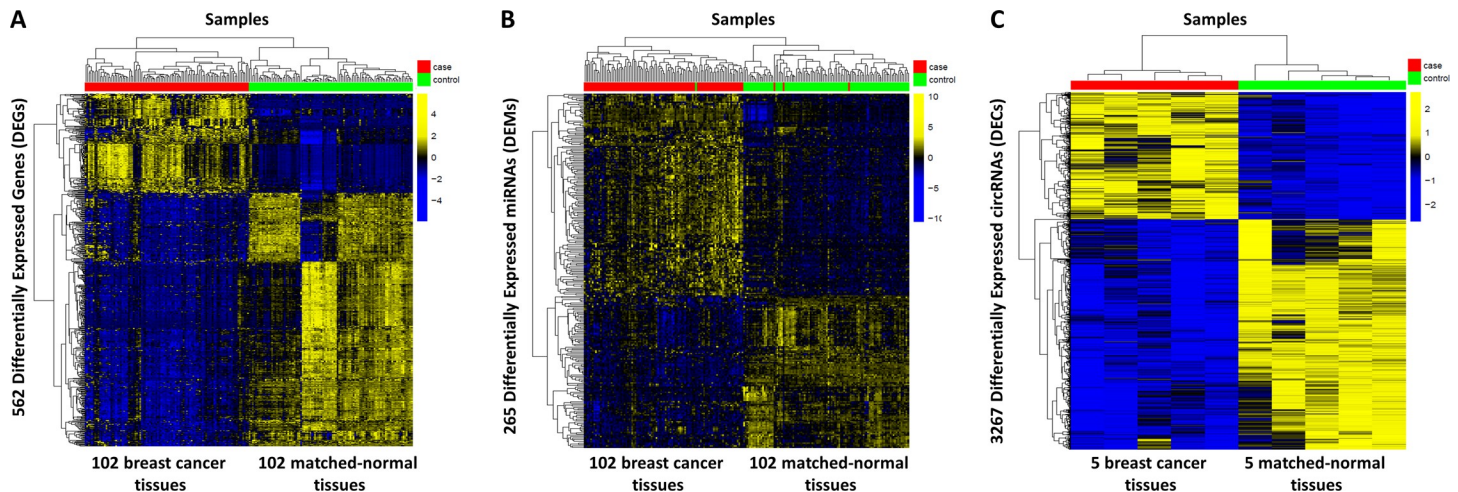 A
Samples
562 Differentially Expressed Genes (DEGs)
case
control
4
2
0
−2
−4
102 breast cancer
tissues
102 matched-normal
tissues
B
Samples
265 Differentially Expressed miRNAs (DEMs)
case
control
10
5
0
−5
−10
102 breast cancer
tissues
102 matched-normal
tissues
C
Samples
3267 Differentially Expressed circRNAs (DECs)
case
control
2
1
0
−1
−2
5 breast cancer
tissues
5 matched-normal
tissues